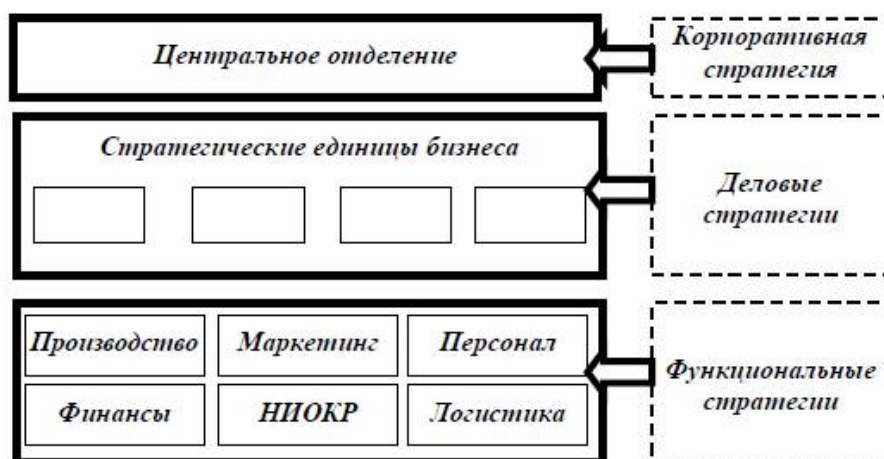 Центральное отделение
Корпоративная
стратегия
Стратегические единицы бизнеса
Деловые
стратегии
Производство
Маркетинг
Персонал
Финансы
НИОКР
Логистика
Функциональные
стратегии